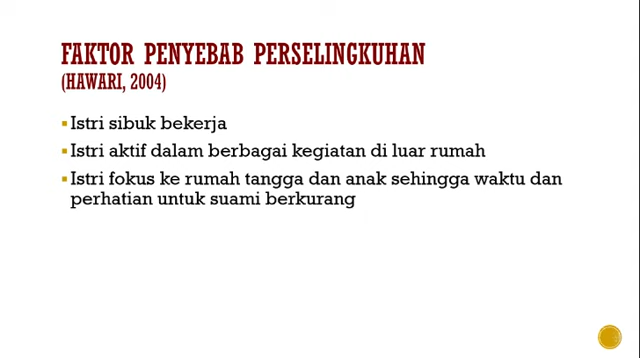 FAKTOR PENYEBAB PERSELINGKUHAN
(HAWARI, 2004)
Istri sibuk bekerja
Istri aktif dalam berbagai kegiatan di luar rumah
Istri fokus ke rumah tangga dan anak sehingga waktu dan
perhatian untuk suami berkurang